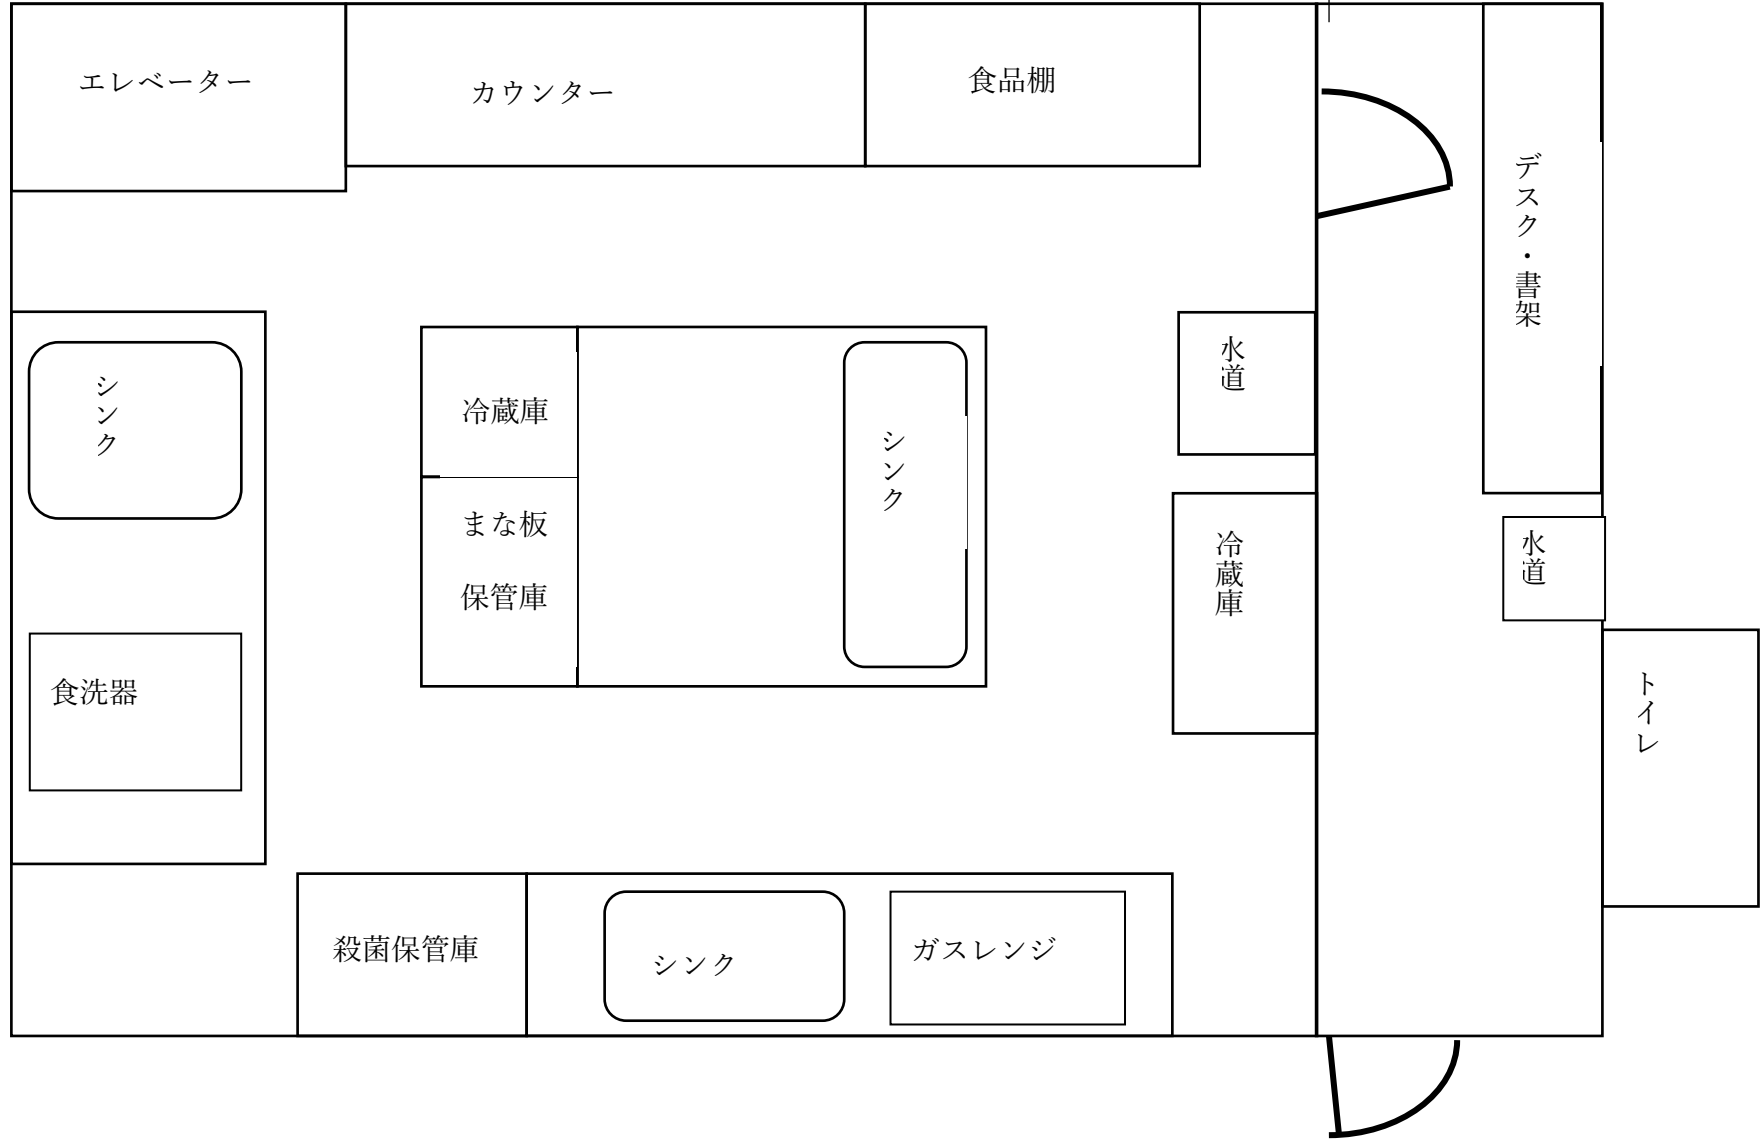 エレベーター
カウンター
食品棚
デスク・書架
水道
シンク
冷蔵庫
シンク
まな板
保管庫
冷蔵庫
水道
食洗器
トイレ
殺菌保管庫
シンク
ガスレンジ